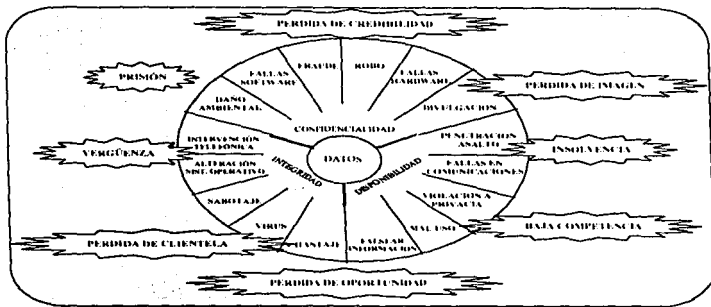 PERDIDA DE CREDIBILIDAD
PRISIÓN
FRAUDE
ROBO
FALLAS
SOFTWARE
FALLAS
HARDWARE
PERDIDA DE IMAGEN
DAÑO
AMBIENTAL
DIVULGACION
CONFIDENCIALIDAD
VERGÜENZA
INTERVENCIÓN
TELEFONICA
PENETRACION
ASALTO
INSOLVENCIA
DATOS
ALTERACIÓN
SIST. OPERATIVO
INTEGRIDAD
DISPONIBILIDAD
FALLAS EN
COMUNICACIONES
SABOTAJE
VIOLACION A
PRIVACIA
VIRUS
MAL USO
BAJA COMPETENCIA
PERDIDA DE CLIENTELA
FALSEAR
INFORMACION
PERDIDA DE OPORTUNIDAD